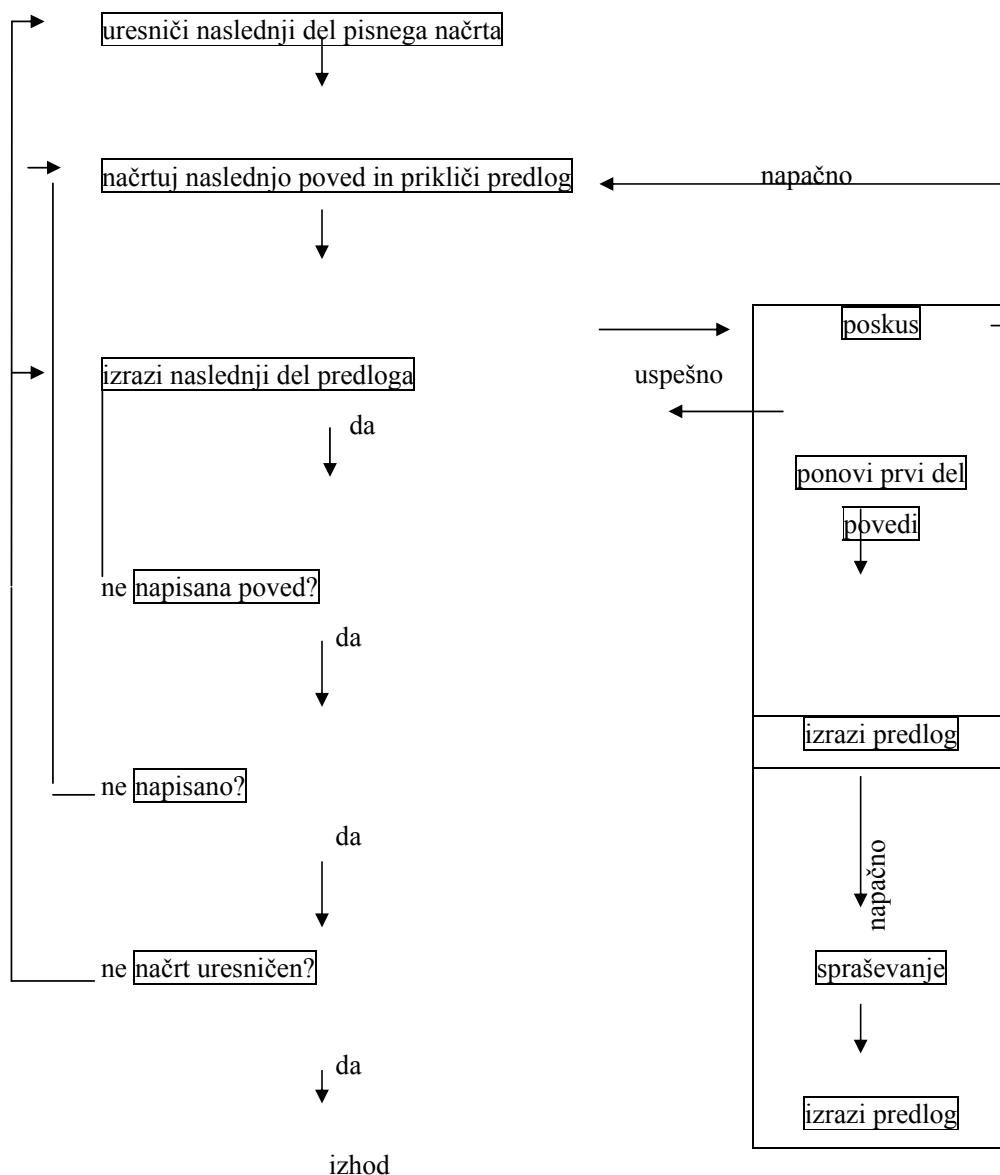 uresniči naslednji del pisnega načrta
načrtuj naslednjo poved in prikliči predlog
napačno
poskus
izrazi naslednji del predloga
uspešno
da
ponovi prvi del
povedi
ne napisana poved?
da
izrazi predlog
ne napisano?
da
napačno
ne načrt uresničen?
spraševanje
da
izrazi predlog
izhod